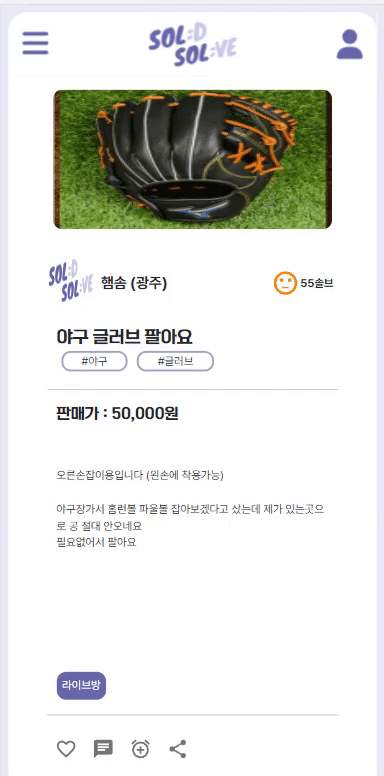 SOL:D
SOL:VE
SOL:D
SOL:VE
햄송 (광주)
55솔브
야구 글러브 팔아요
#야구
#글러브
판매가 : 50,000원
오른손잡이용입니다 (왼손에 착용가능)
야구장가서 홈런볼 파울볼 잡아보겠다고 샀는데 제가 있는곳으
로 공 절대 안오네요
필요없어서 팔아요
라이브방